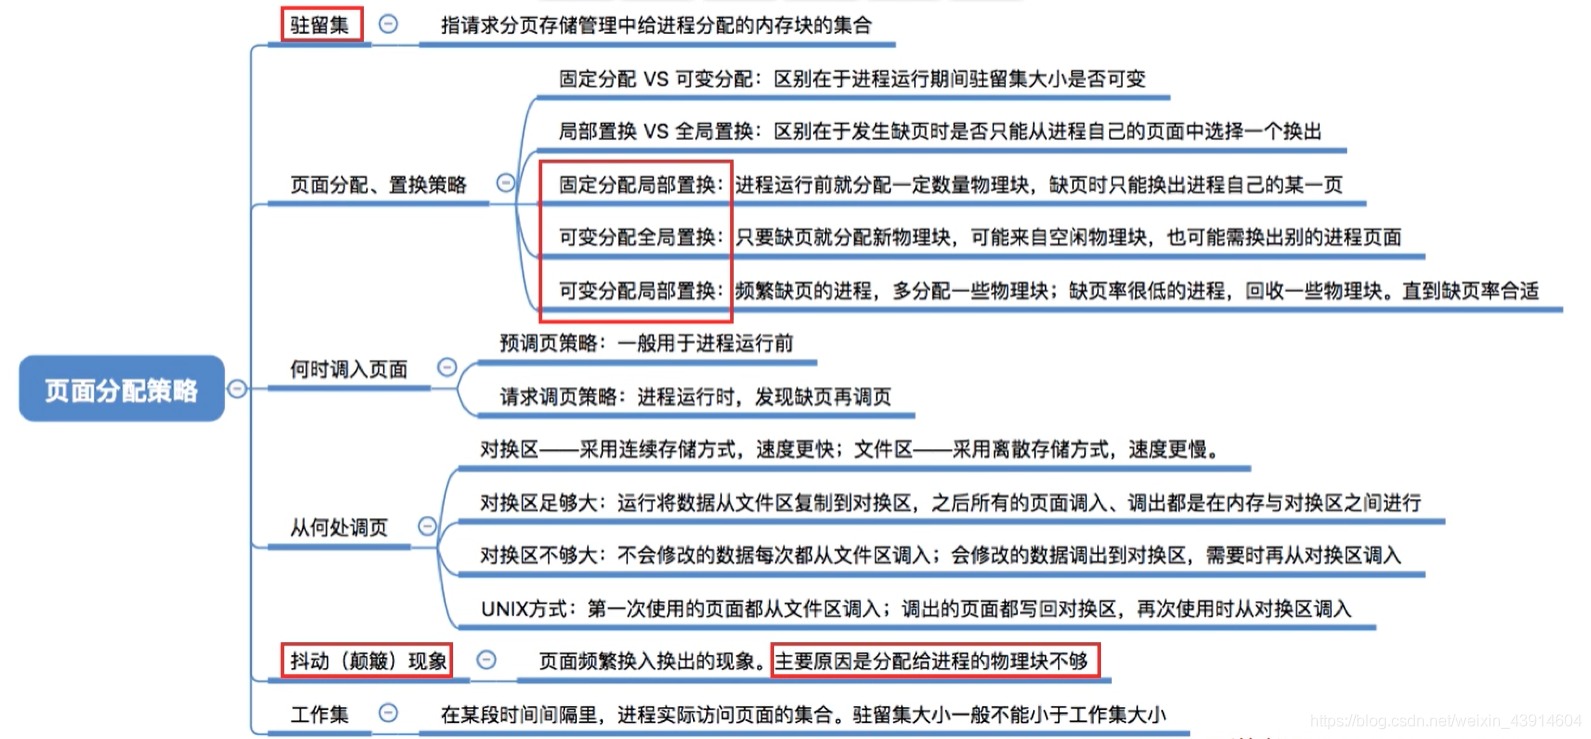 驻留集
指请求分页存储管理中给进程分配的内存块的集合
固定分配 VS 可变分配：区别在于进程运行期间驻留集大小是否可变
局部置换 VS 全局置换：区别在于发生缺页时是否只能从进程自己的页面中选择一个换出
页面分配、置换策略
固定分配局部置换：进程运行前就分配一定数量物理块，缺页时只能换出进程自己的某一页
可变分配全局置换：只要缺页就分配新物理块，可能来自空闲物理块，也可能需换出别的进程页面
可变分配局部置换：频繁缺页的进程，多分配一些物理块；缺页率很低的进程，回收一些物理块。直到缺页率合适
页面分配策略
何时调入页面
预调页策略：一般用于进程运行前
请求调页策略：进程运行时，发现缺页再调页
对换区——采用连续存储方式，速度更快；文件区——采用离散存储方式，速度更慢。
对换区足够大：运行将数据从文件区复制到对换区，之后所有的页面调入、调出都是在内存与对换区之间进行
从何处调页
对换区不够大：不会修改的数据每次都从文件区调入；会修改的数据调出到对换区，需要时再从对换区调入
UNIX方式：第一次使用的页面都从文件区调入；调出的页面都写回对换区，再次使用时从对换区调入
抖动（颠簸）现象
页面频繁换入换出的现象。主要原因是分配给进程的物理块不够
工作集
在某段时间间隔里，进程实际访问页面的集合。驻留集大小一般不能小于工作集大小
https://blog.csdn.net/weixin_43914604